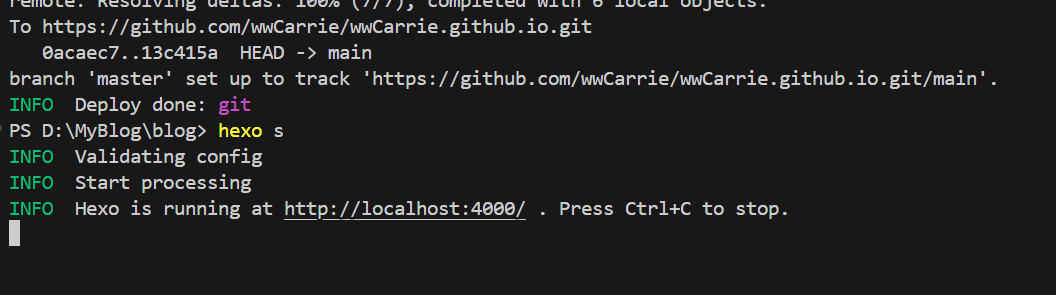 remote: Resolving deltas: 100% (7/7), completed with 6 local objects.
To https://github.com/wwCarrie/wwCarrie.github.io.git
   0acaec7..13c415a  HEAD -> main
branch 'master' set up to track 'https://github.com/wwCarrie/wwCarrie.github.io.git/main'.
INFO  Deploy done: git
PS D:\MyBlog\blog> hexo s
INFO  Validating config
INFO  Start processing
INFO  Hexo is running at http://localhost:4000/ . Press Ctrl+C to stop.